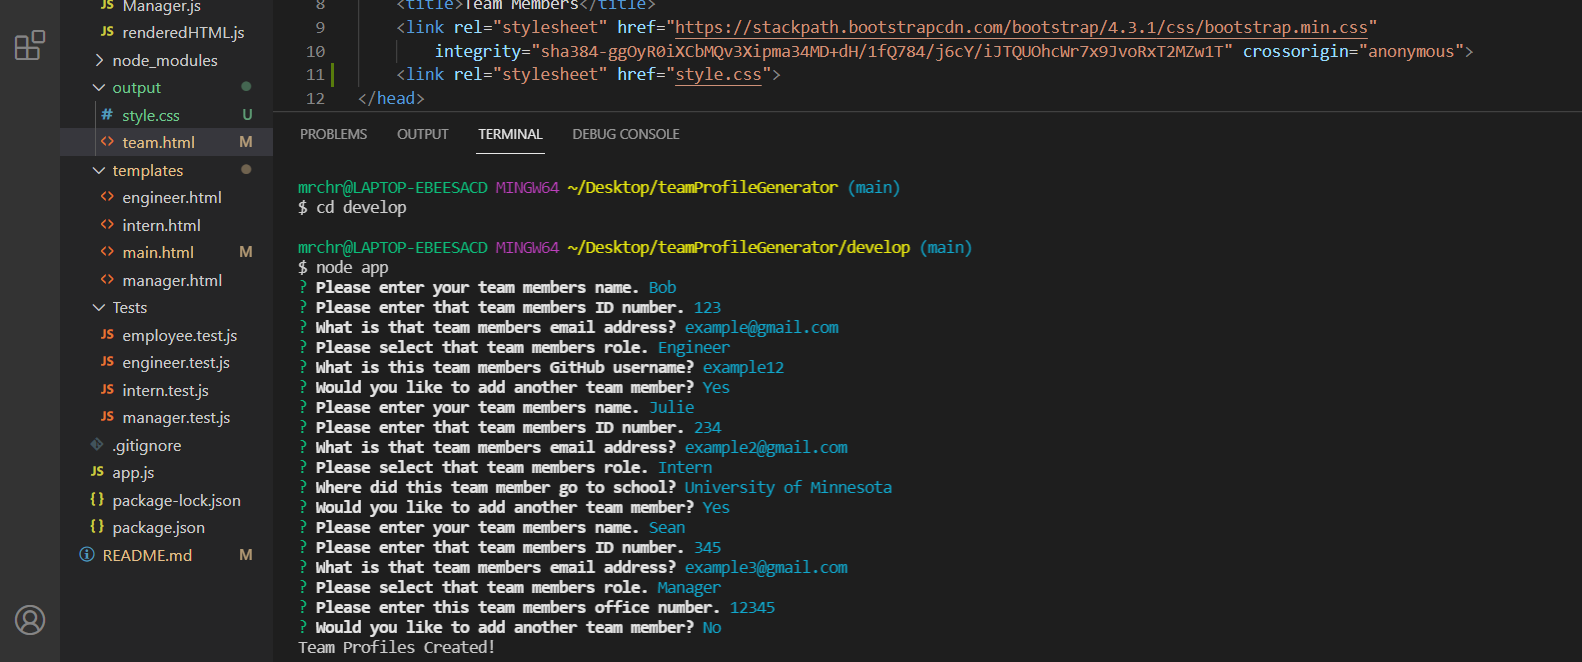 JS Manager.js
JS renderedHTML.js
node_modules
output
# style.css U
<> team.html M
templates
<> engineer.html
<> intern.html
<> main.html M
<> manager.html
Tests
JS employee.test.js
JS engineer.test.js
JS intern.test.js
JS manager.test.js
.gitignore
JS app.js
{} package-lock.json
{} package.json
README.md M
8 <title>Team Members</title>
9 <link rel="stylesheet" href="https://stackpath.bootstrapcdn.com/bootstrap/4.3.1/css/bootstrap.min.css"
10 integrity="sha384-ggOyR0iXCbMQv3Xipma34MD+dH/1fQ784/j6cY/iJTQUOhcWr7x9JvoRxT2MZw1T" crossorigin="anonymous">
11 <link rel="stylesheet" href="style.css">
12 </head>
PROBLEMS OUTPUT TERMINAL DEBUG CONSOLE
mrchr@LAPTOP-EBEESACD MINGW64 ~/Desktop/teamProfileGenerator (main)
$ cd develop
mrchr@LAPTOP-EBEESACD MINGW64 ~/Desktop/teamProfileGenerator/develop (main)
$ node app
? Please enter your team members name. Bob
? Please enter that team members ID number. 123
? What is that team members email address? example@gmail.com
? Please select that team members role. Engineer
? What is this team members GitHub username? example12
? Would you like to add another team member? Yes
? Please enter your team members name. Julie
? Please enter that team members ID number. 234
? What is that team members email address? example2@gmail.com
? Please select that team members role. Intern
? Where did this team member go to school? University of Minnesota
? Would you like to add another team member? Yes
? Please enter your team members name. Sean
? Please enter that team members ID number. 345
? What is that team members email address? example3@gmail.com
? Please select that team members role. Manager
? Please enter this team members office number. 12345
? Would you like to add another team member? No
Team Profiles Created!